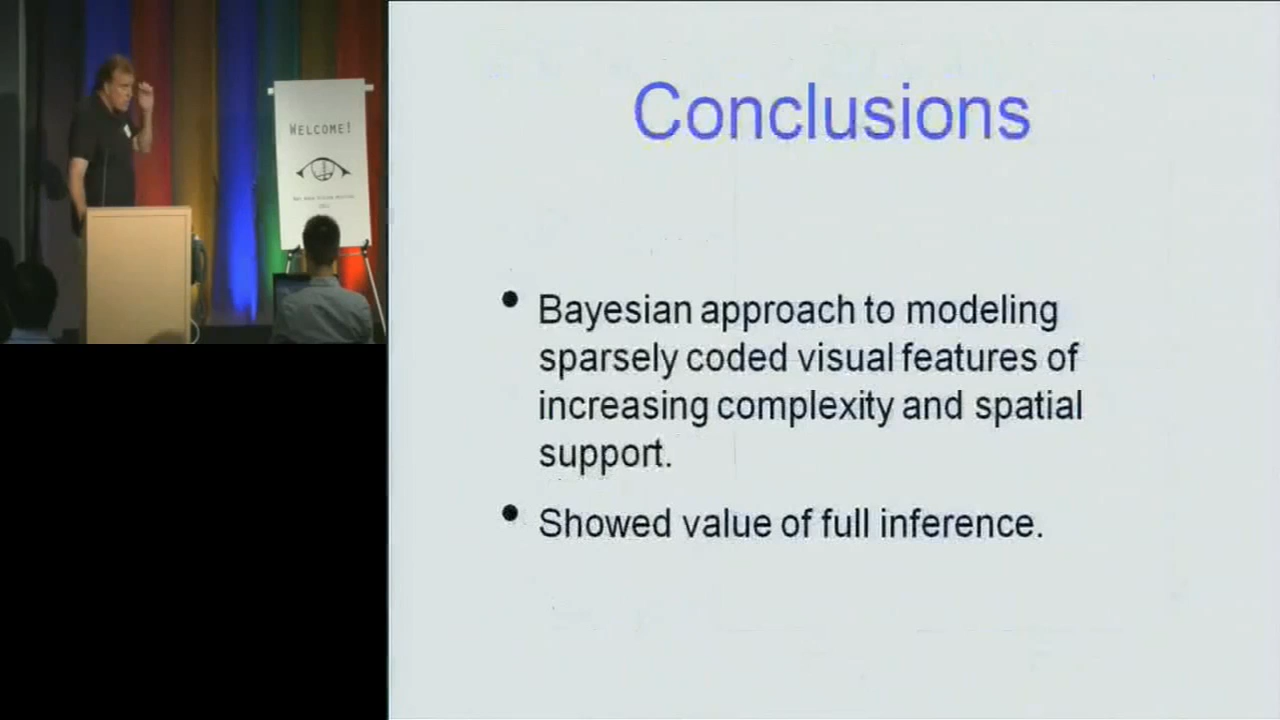 WELCOME!
Conclusions
• Bayesian approach to modeling
sparsely coded visual features of
increasing complexity and spatial
support.
• Showed value of full inference.